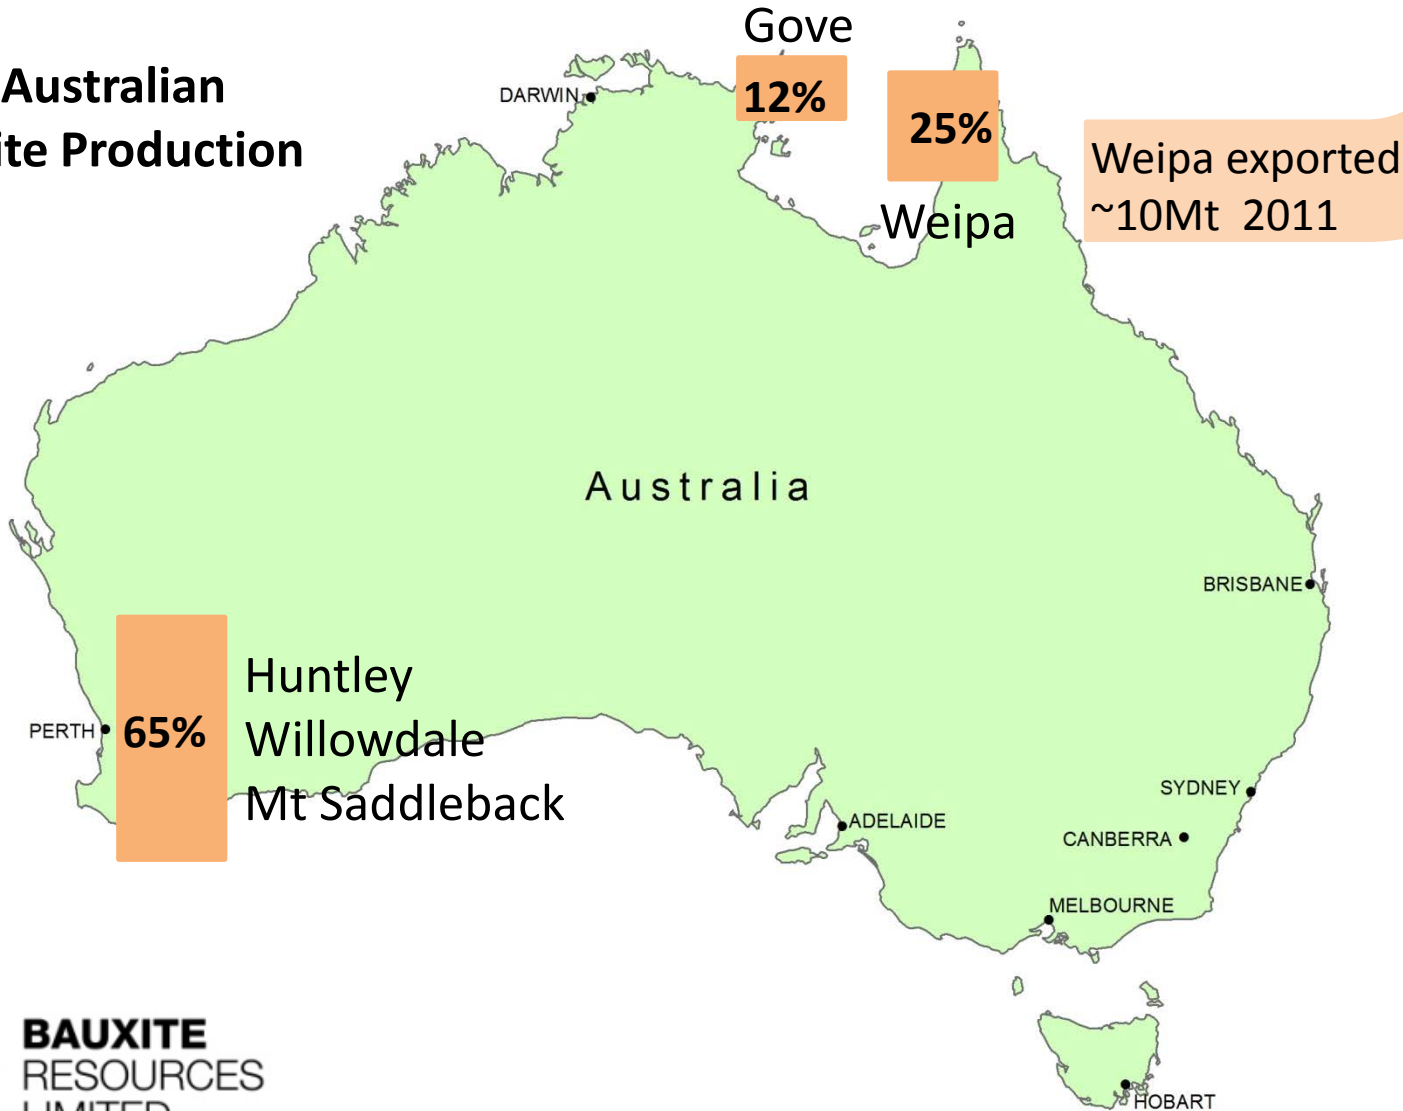 Australian
ite Production
Gove
12%
25%
Weipa
Weipa exported
~10Mt 2011
DARWIN
Australia
BRISBANE
PERTH
65%
Huntley
Willowdale
Mt Saddleback
SYDNEY
ADELAIDE
CANBERRA
MELBOURNE
HOBART
BAUXITE
RESOURCES
LIMITED